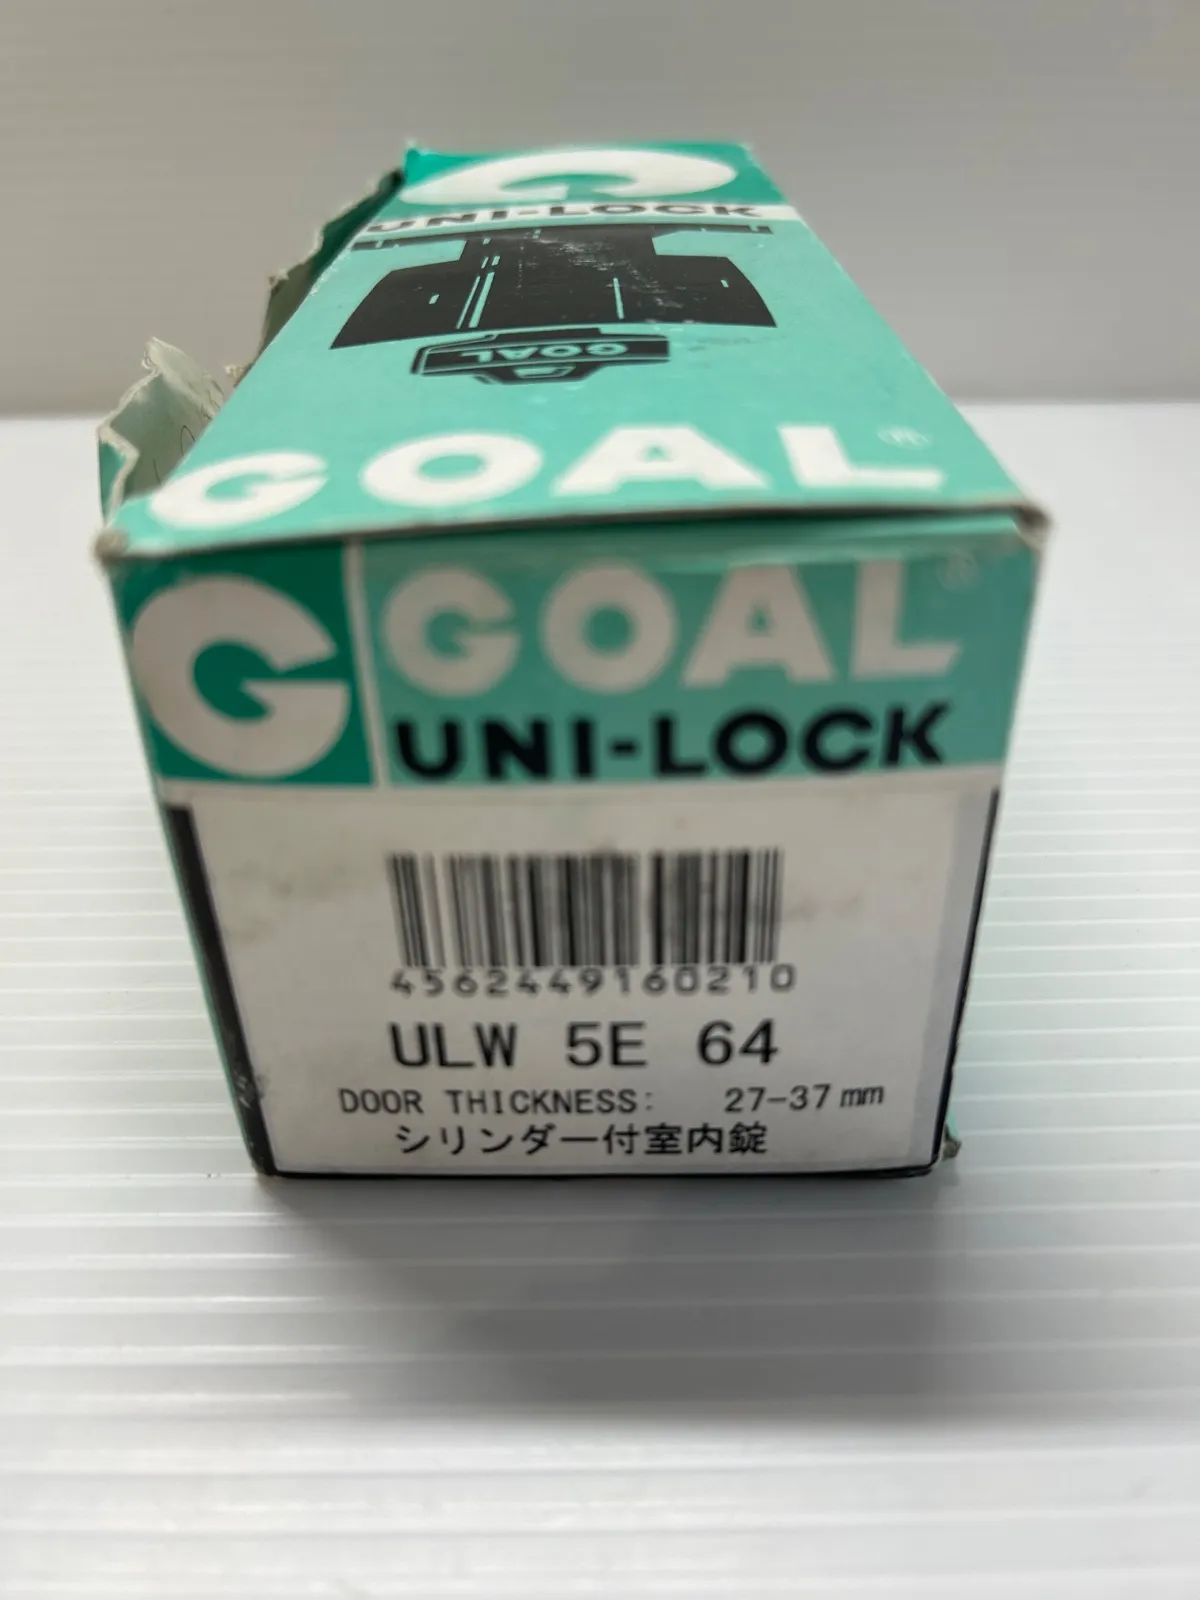 UNI-LOCK
GOAL
GOAL®
G GOAL®
UNI-LOCK
4562449160210
ULW 5E 64
DOOR THICKNESS: 27-37mm
シリンダー付室内錠